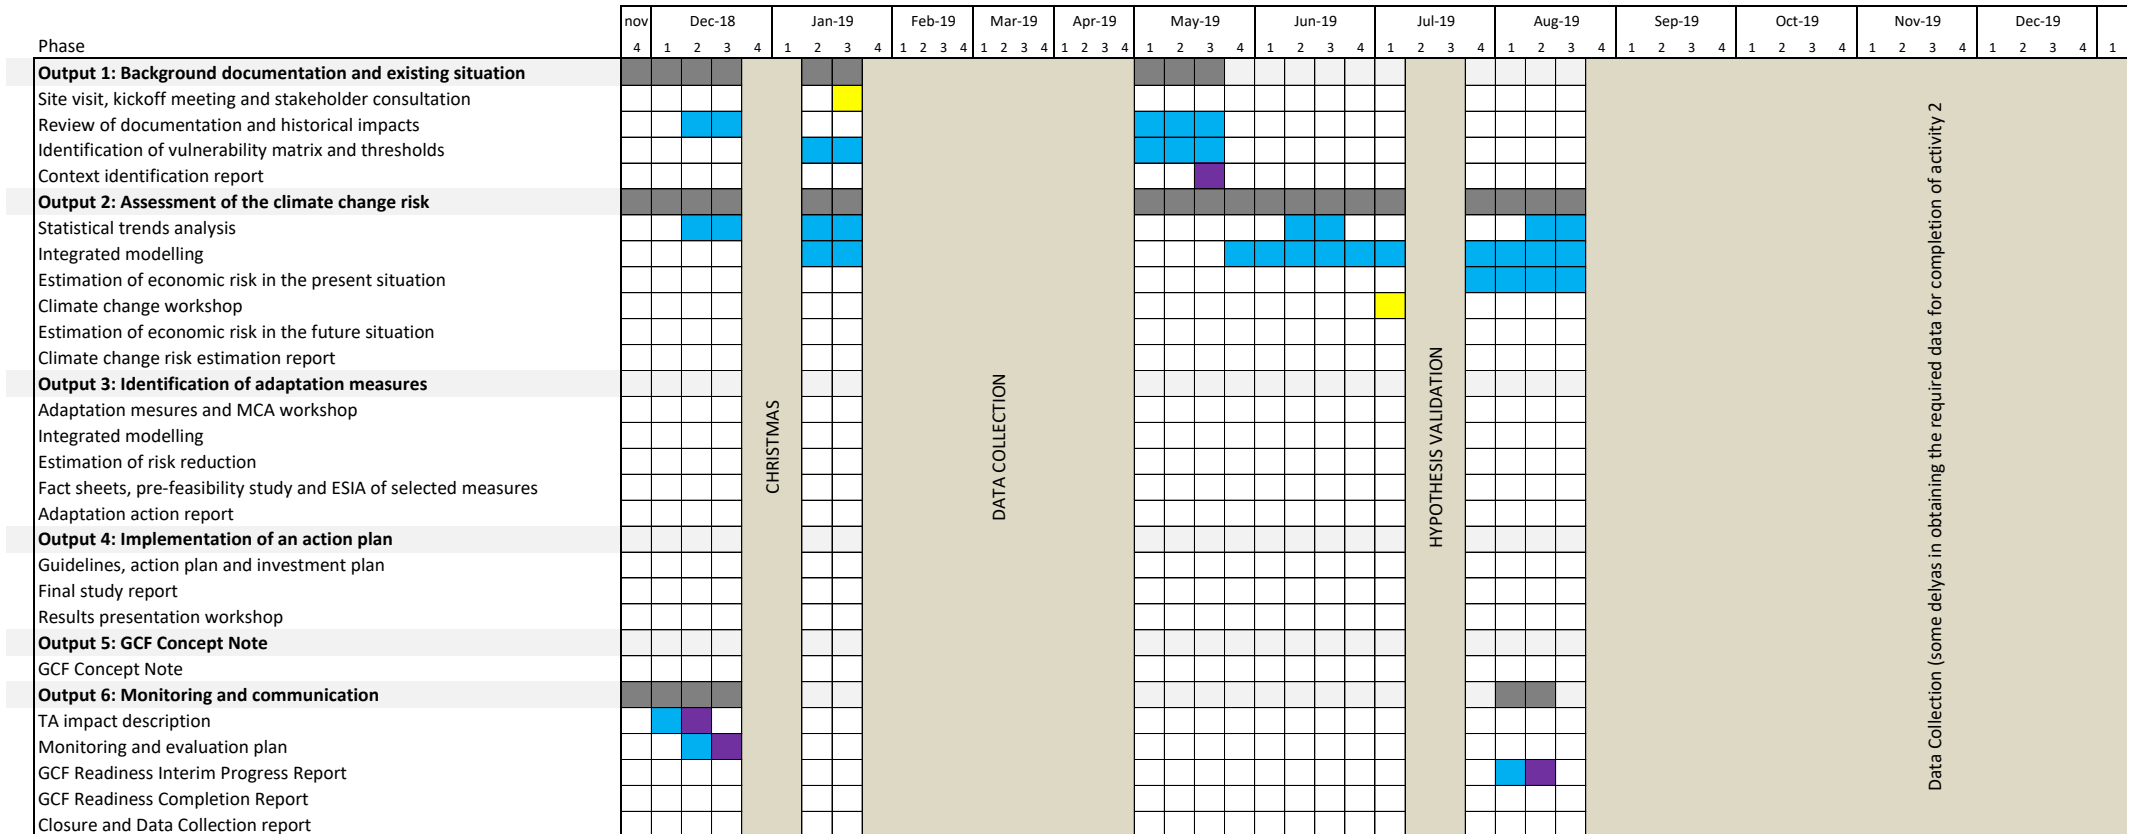 nov Dec-18 Jan-19 Feb-19 Mar-19 Apr-19 May-19 Jun-19 Jul-19 Aug-19 Sep-19 Oct-19 Nov-19 Dec-19
Phase 4 1 2 3 4 1 2 3 4 1 2 3 4 1 2 3 4 1 2 3 4 1 2 3 4 1 2 3 4 1 2 3 4 1 2 3 4 1 2 3 4 1 2 3 4 1 2 3 4 1 2 3 4 1
Output 1: Background documentation and existing situation
Site visit, kickoff meeting and stakeholder consultation
Review of documentation and historical impacts
Identification of vulnerability matrix and thresholds
Context identification report
Output 2: Assessment of the climate change risk
Statistical trends analysis
Integrated modelling
Estimation of economic risk in the present situation
Climate change workshop
Estimation of economic risk in the future situation
Climate change risk estimation report
Output 3: Identification of adaptation measures
Adaptation mesures and MCA workshop
Integrated modelling
Estimation of risk reduction
Fact sheets, pre-feasibility study and ESIA of selected measures
Adaptation action report
Output 4: Implementation of an action plan
Guidelines, action plan and investment plan
Final study report
Results presentation workshop
Output 5: GCF Concept Note
GCF Concept Note
Output 6: Monitoring and communication
TA impact description
Monitoring and evaluation plan
GCF Readiness Interim Progress Report
GCF Readiness Completion Report
Closure and Data Collection report
CHRISTMAS
DATA COLLECTION
HYPOTHESIS VALIDATION
Data Collection (some delyas in obtaining the required data for completion of activity 2